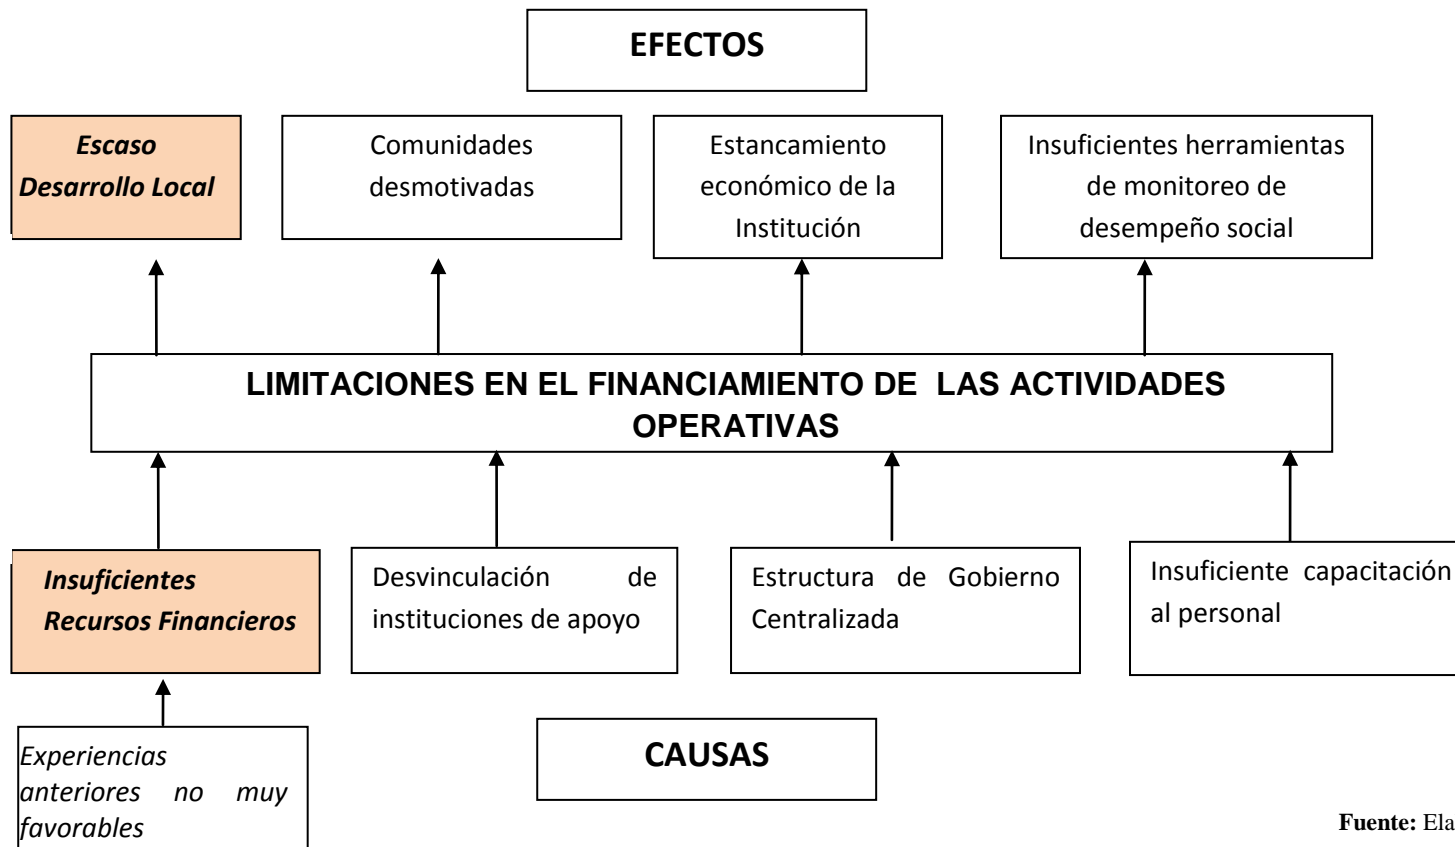 EFECTOS
Escaso
Desarrollo Local
Comunidades
desmotivadas
Estancamiento
económico de la
Institución
Insuficientes herramientas
de monitoreo de
desempeño social
LIMITACIONES EN EL FINANCIAMIENTO DE LAS ACTIVIDADES
OPERATIVAS
Insuficientes
Recursos Financieros
Desvinculación de
instituciones de apoyo
Estructura de Gobierno
Centralizada
Insuficiente capacitación
al personal
Experiencias
anteriores no muy
favorables
CAUSAS
Fuente: Ela